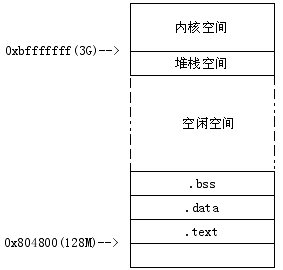 内核空间
0xbfffffff(3G)-->
堆栈空间
空闲空间
.bss
.data
.text
0x804800(128M)-->